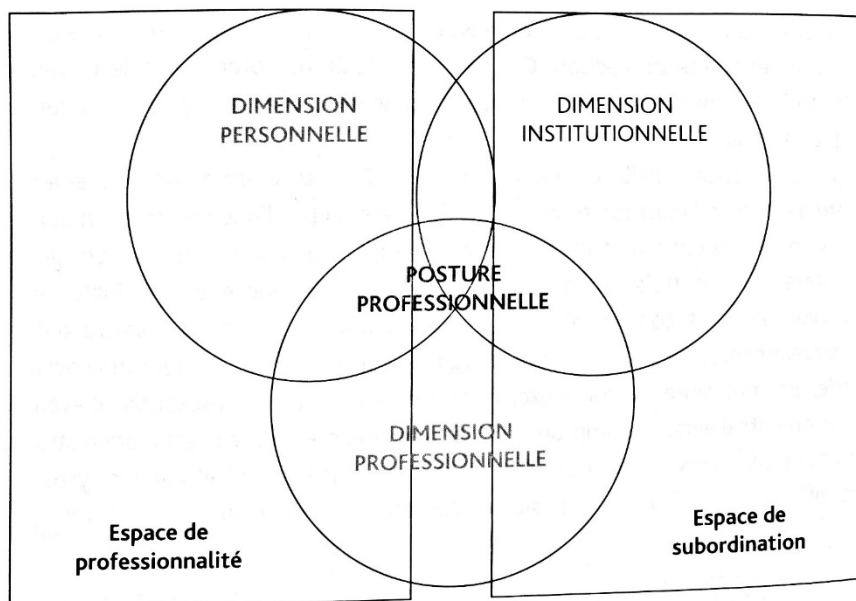 DIMENSION
PERSONNELLE
DIMENSION
INSTITUTIONNELLE
POSTURE
PROFESSIONNELLE
DIMENSION
PROFESSIONNELLE
Espace de
professionnalité
Espace de
subordination